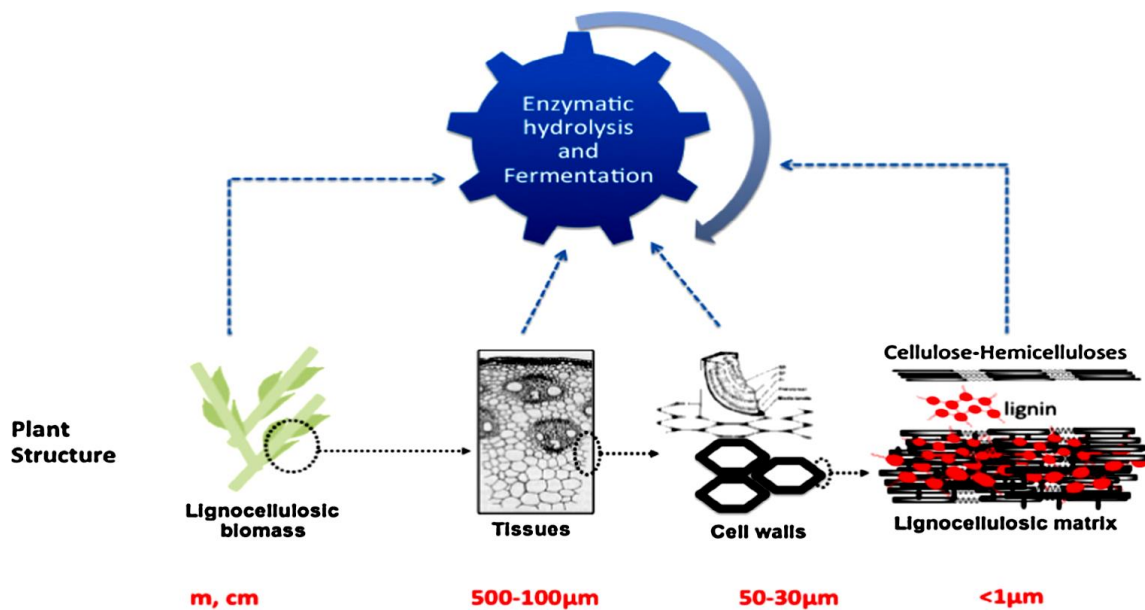 Enzymatic
hydrolysis
and
Fermentation
Cellulose-Hemicelluloses
lignin
Plant
Structure
Lignocellulosic
biomass
Tissues
Cell walls
Lignocellulosic matrix
m, cm
500-100µm
50-30µm
<1µm